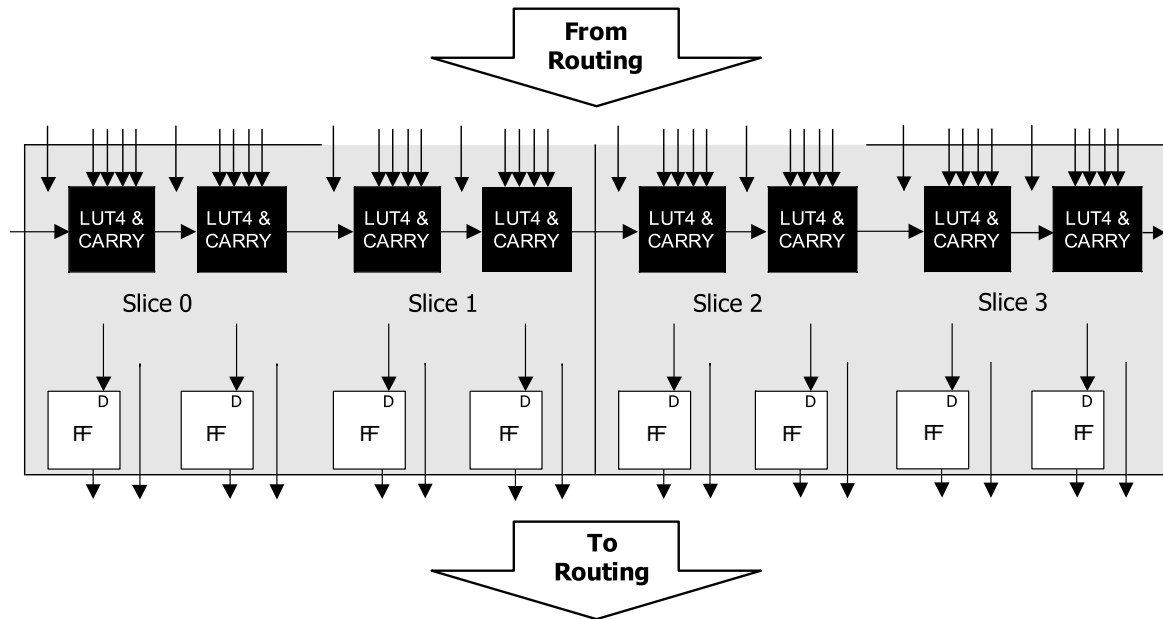 From
Routing
LUT4 &
CARRY
LUT4 &
CARRY
LUT4 &
CARRY
LUT4 &
CARRY
LUT4 &
CARRY
LUT4 &
CARRY
LUT4 &
CARRY
LUT4 &
CARRY
Slice 0
Slice 1
Slice 2
Slice 3
D
FF
D
FF
D
FF
D
FF
D
FF
D
FF
D
FF
D
FF
To
Routing